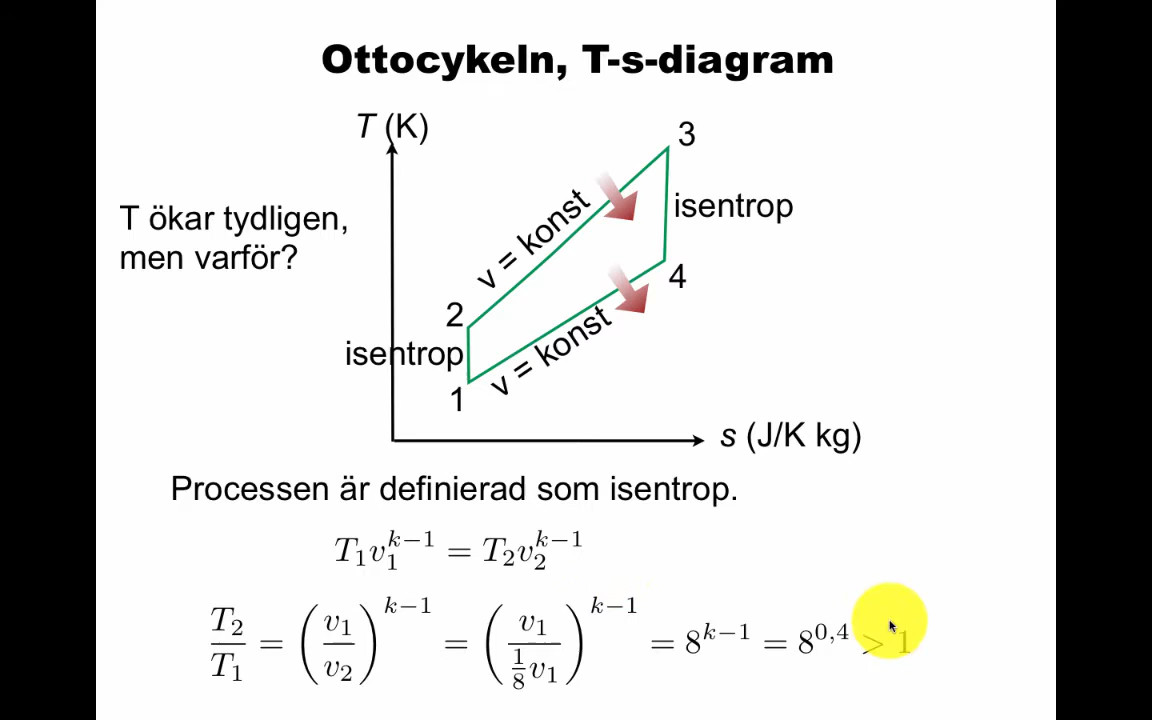 Ottocykeln, T-s-diagram
T (K)
3
T ökar tydligen,
men varför?
v = konst
isentrop
4
2
isentrop
v = konst
1
s (J/K kg)
Processen är definierad som isentrop.
T₁v₁^{k−1} = T₂v₂^{k−1}
T₂/T₁ = (v₁/v₂)^{k−1} = (v₁/(1/8 v₁))^{k−1} = 8^{k−1} = 8^{0,4} > 1